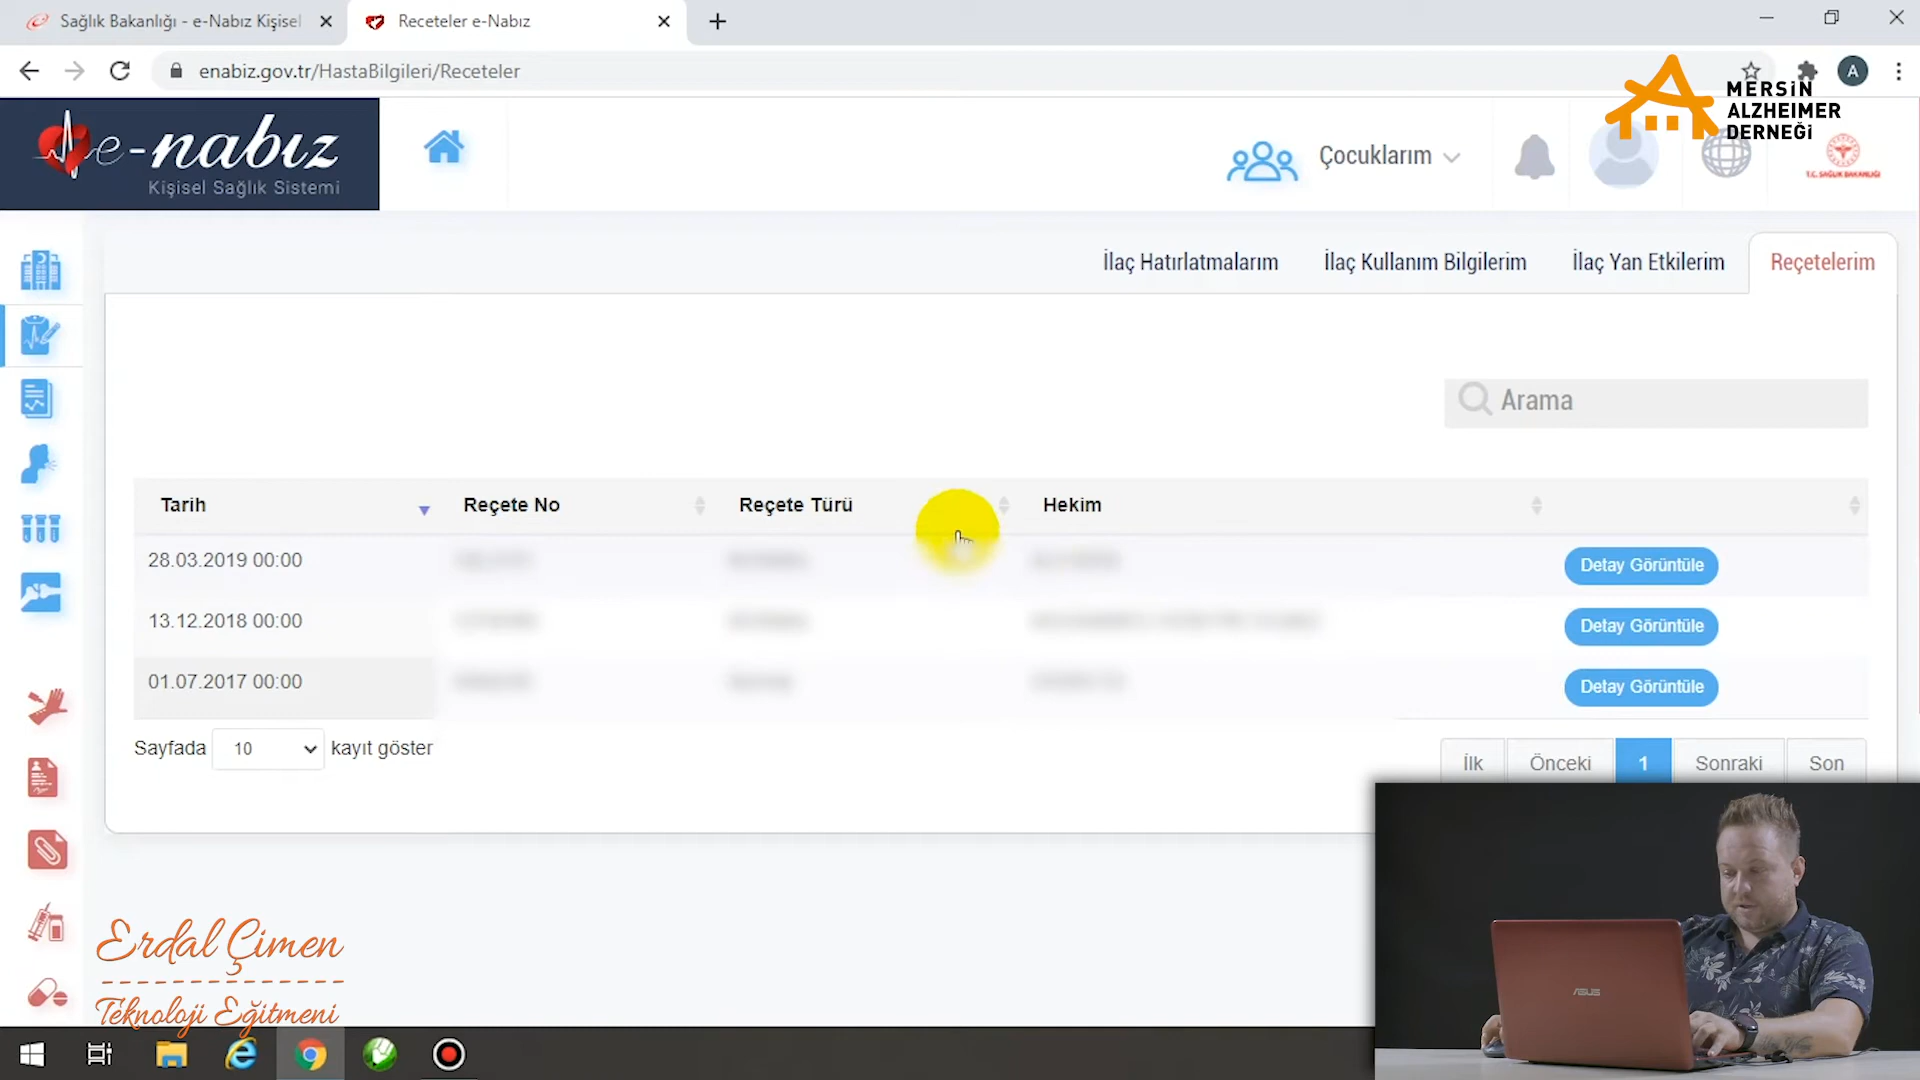 Sağlık Bakanlığı - e-Nabız Kişisel
Receteler e-Nabız
enabiz.gov.tr/HastaBilgileri/Receteler
A
MERSİN
ALZHEIMER
DERNEĞİ
e-nabız
Kişisel Sağlık Sistemi
Çocuklarım
T.C. SAĞLIK BAKANLIĞI
İlaç Hatırlatmalarım
İlaç Kullanım Bilgilerim
İlaç Yan Etkilerim
Reçetelerim
Arama
Tarih
Reçete No
Reçete Türü
Hekim
28.03.2019 00:00
Detay Görüntüle
13.12.2018 00:00
Detay Görüntüle
01.07.2017 00:00
Detay Görüntüle
Sayfada 10 kayıt göster
İlk
Önceki
1
Sonraki
Son
Erdal Çimen
Teknoloji Eğitmeni
ASUS